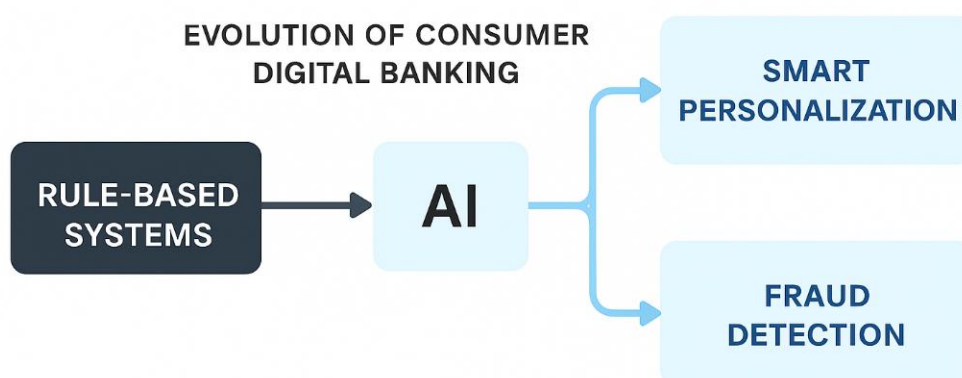 EVOLUTION OF CONSUMER
DIGITAL BANKING
RULE-BASED
SYSTEMS
AI
SMART
PERSONALIZATION
FRAUD
DETECTION